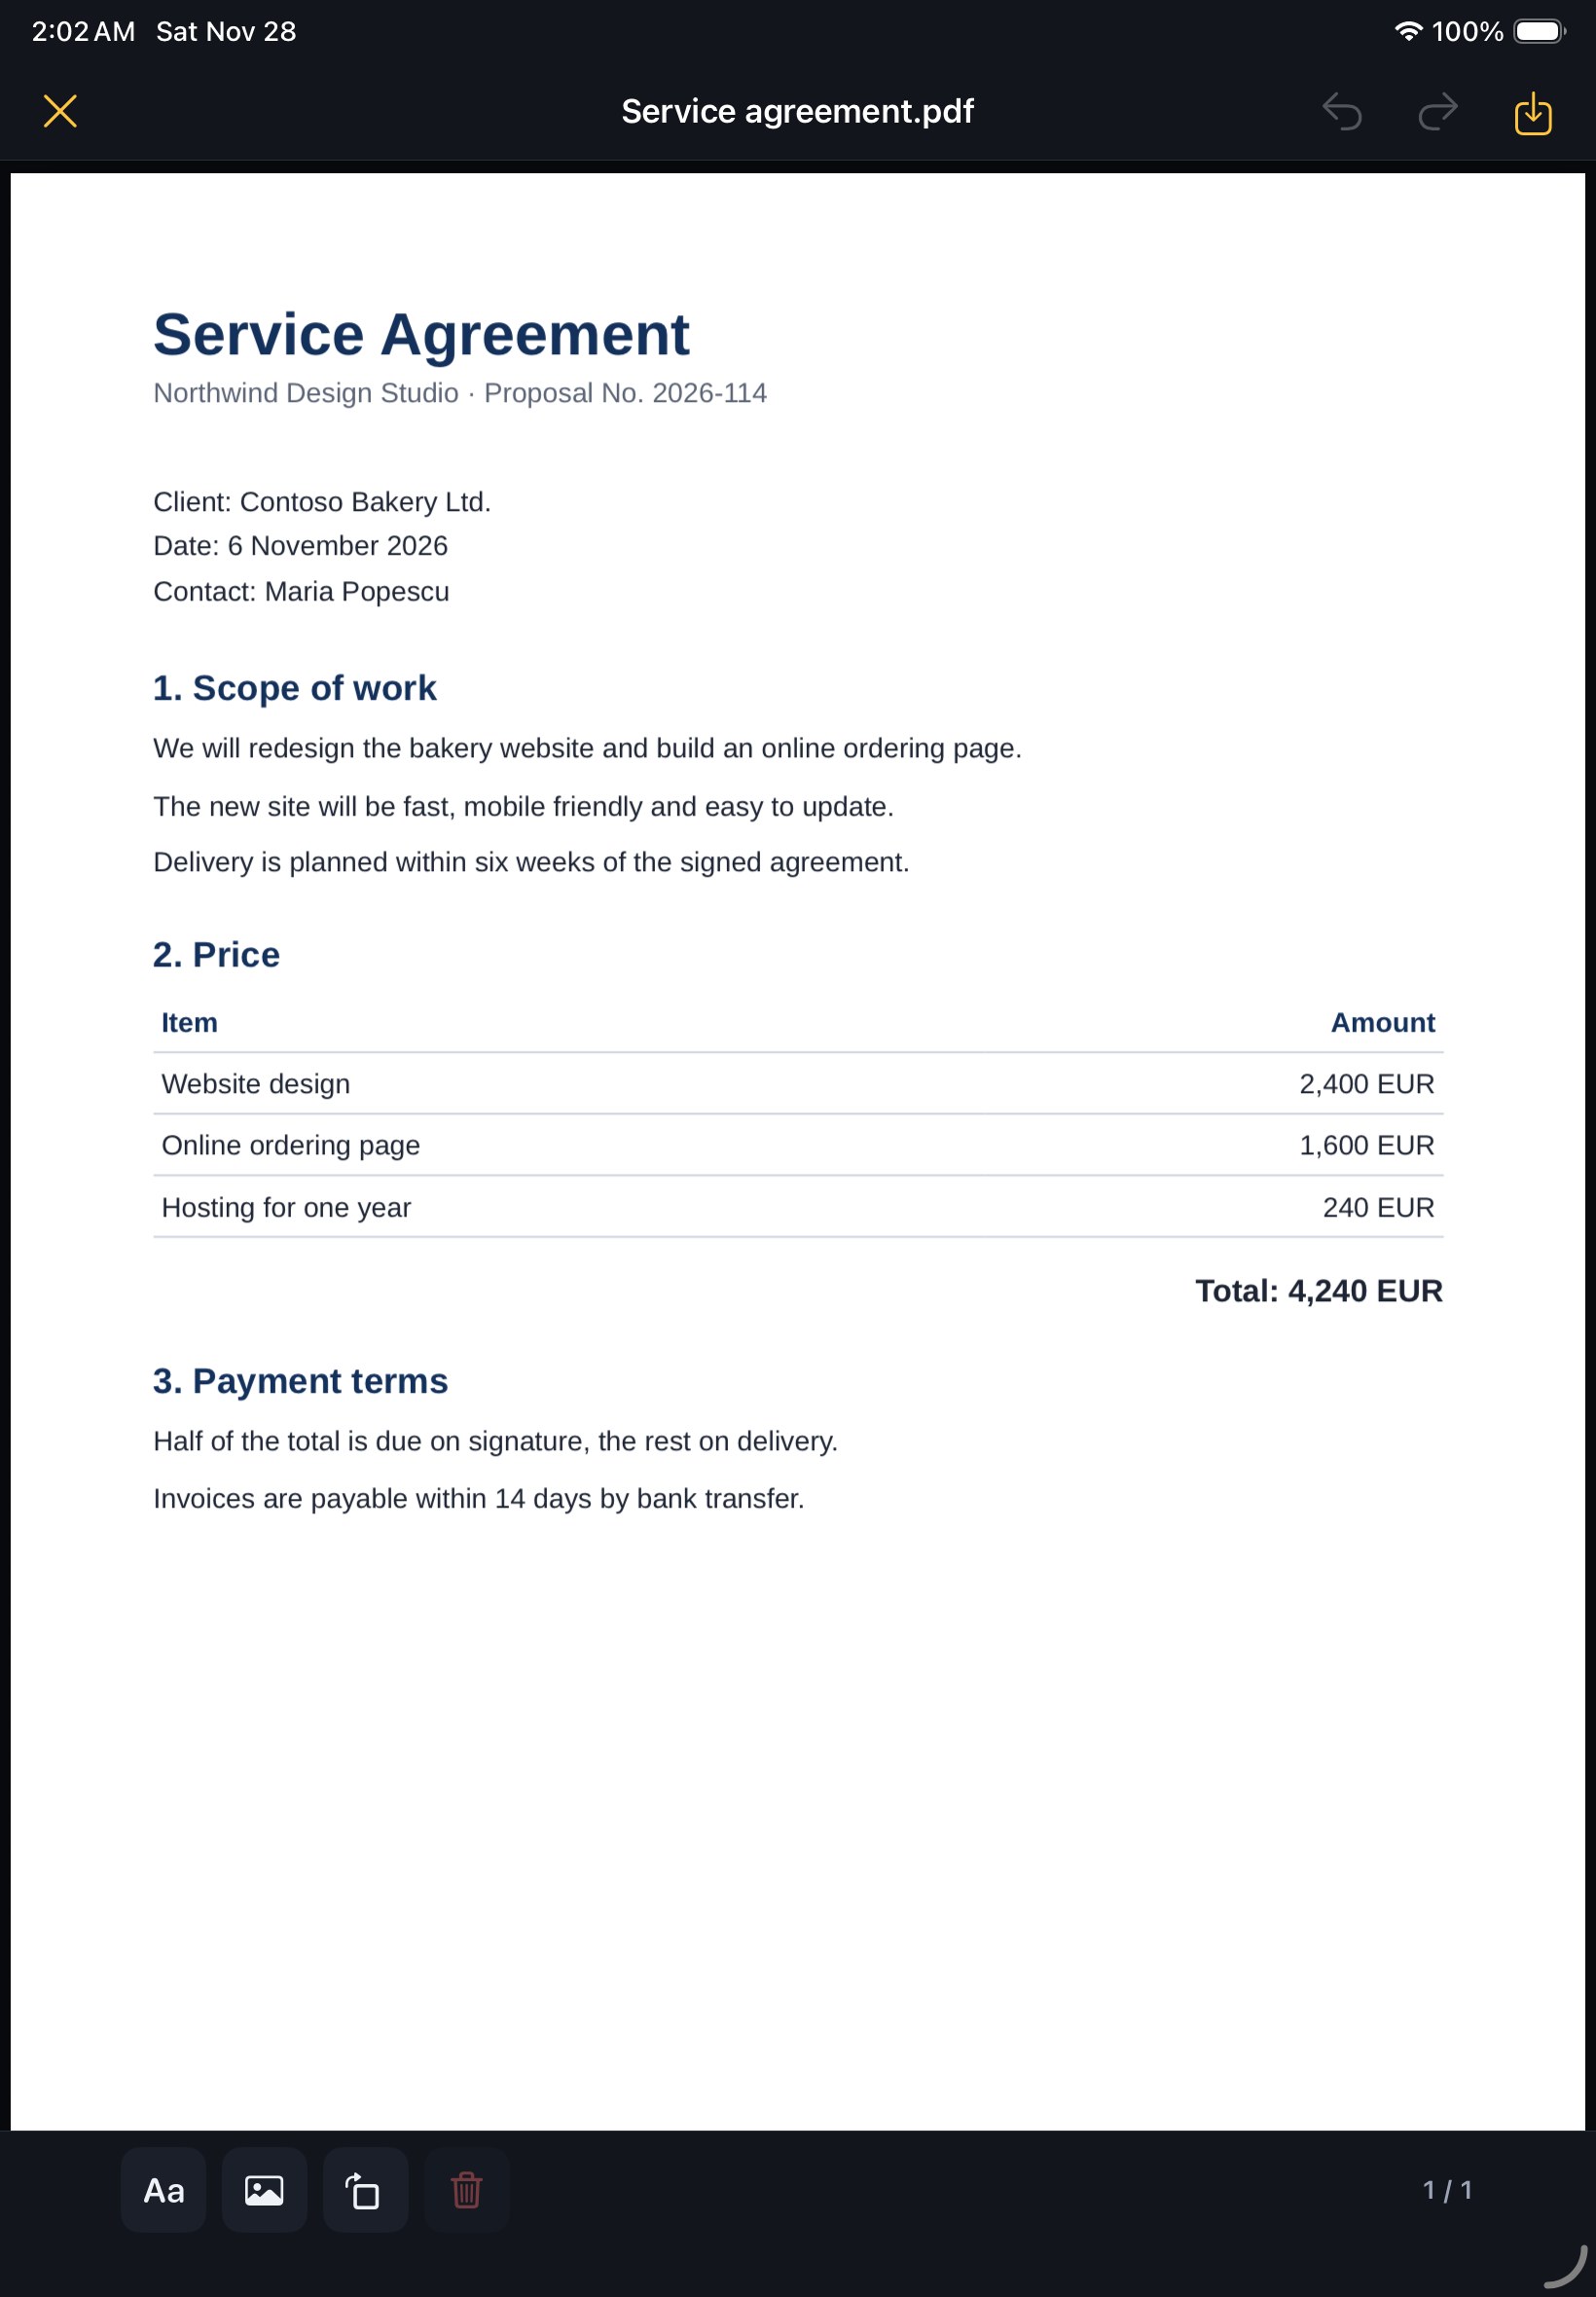 2:02 AM Sat Nov 28 100%
Service agreement.pdf
Service Agreement
Northwind Design Studio · Proposal No. 2026-114
Client: Contoso Bakery Ltd.
Date: 6 November 2026
Contact: Maria Popescu
1. Scope of work
We will redesign the bakery website and build an online ordering page.
The new site will be fast, mobile friendly and easy to update.
Delivery is planned within six weeks of the signed agreement.
2. Price
Item Amount
Website design 2,400 EUR
Online ordering page 1,600 EUR
Hosting for one year 240 EUR
Total: 4,240 EUR
3. Payment terms
Half of the total is due on signature, the rest on delivery.
Invoices are payable within 14 days by bank transfer.
Aa 1 / 1